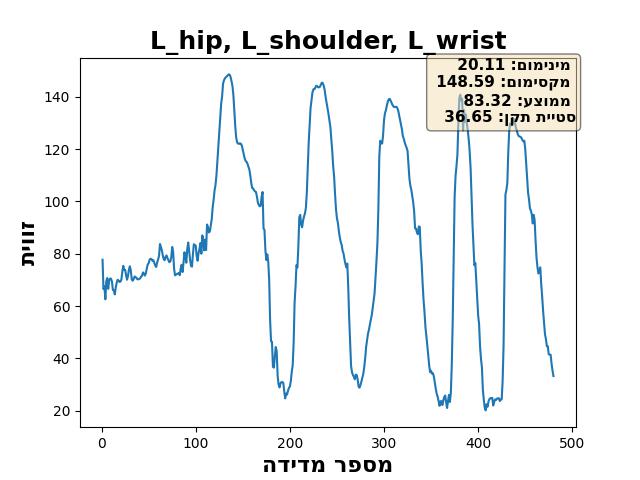 L_hip, L_shoulder, L_wrist
מינימום: 20.11
מקסימום: 148.59
ממוצע: 83.32
סטיית תקן: 36.65
זווית
140
120
100
80
60
40
20
0 100 200 300 400 500
מספר מדידה